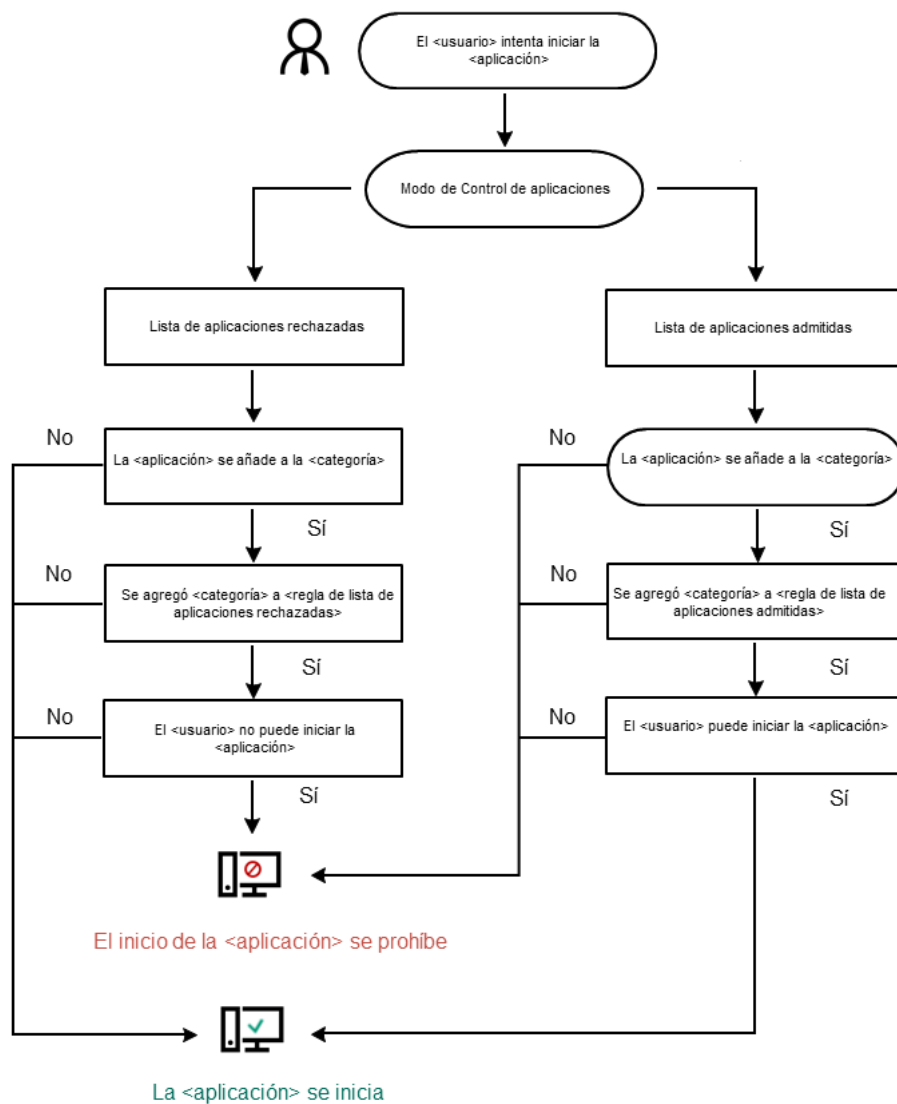 El <usuario> intenta iniciar la
<aplicación>
Modo de Control de aplicaciones
Lista de aplicaciones rechazadas
Lista de aplicaciones admitidas
No
La <aplicación> se añade a la <categoría>
No
La <aplicación> se añade a la <categoría>
Sí
Sí
No
Se agregó <categoría> a <regla de lista de
aplicaciones rechazadas>
No
Se agregó <categoría> a <regla de lista de
aplicaciones admitidas>
Sí
Sí
No
El <usuario> no puede iniciar la
<aplicación>
No
El <usuario> puede iniciar la <aplicación>
Sí
Sí
El inicio de la <aplicación> se prohíbe
La <aplicación> se inicia